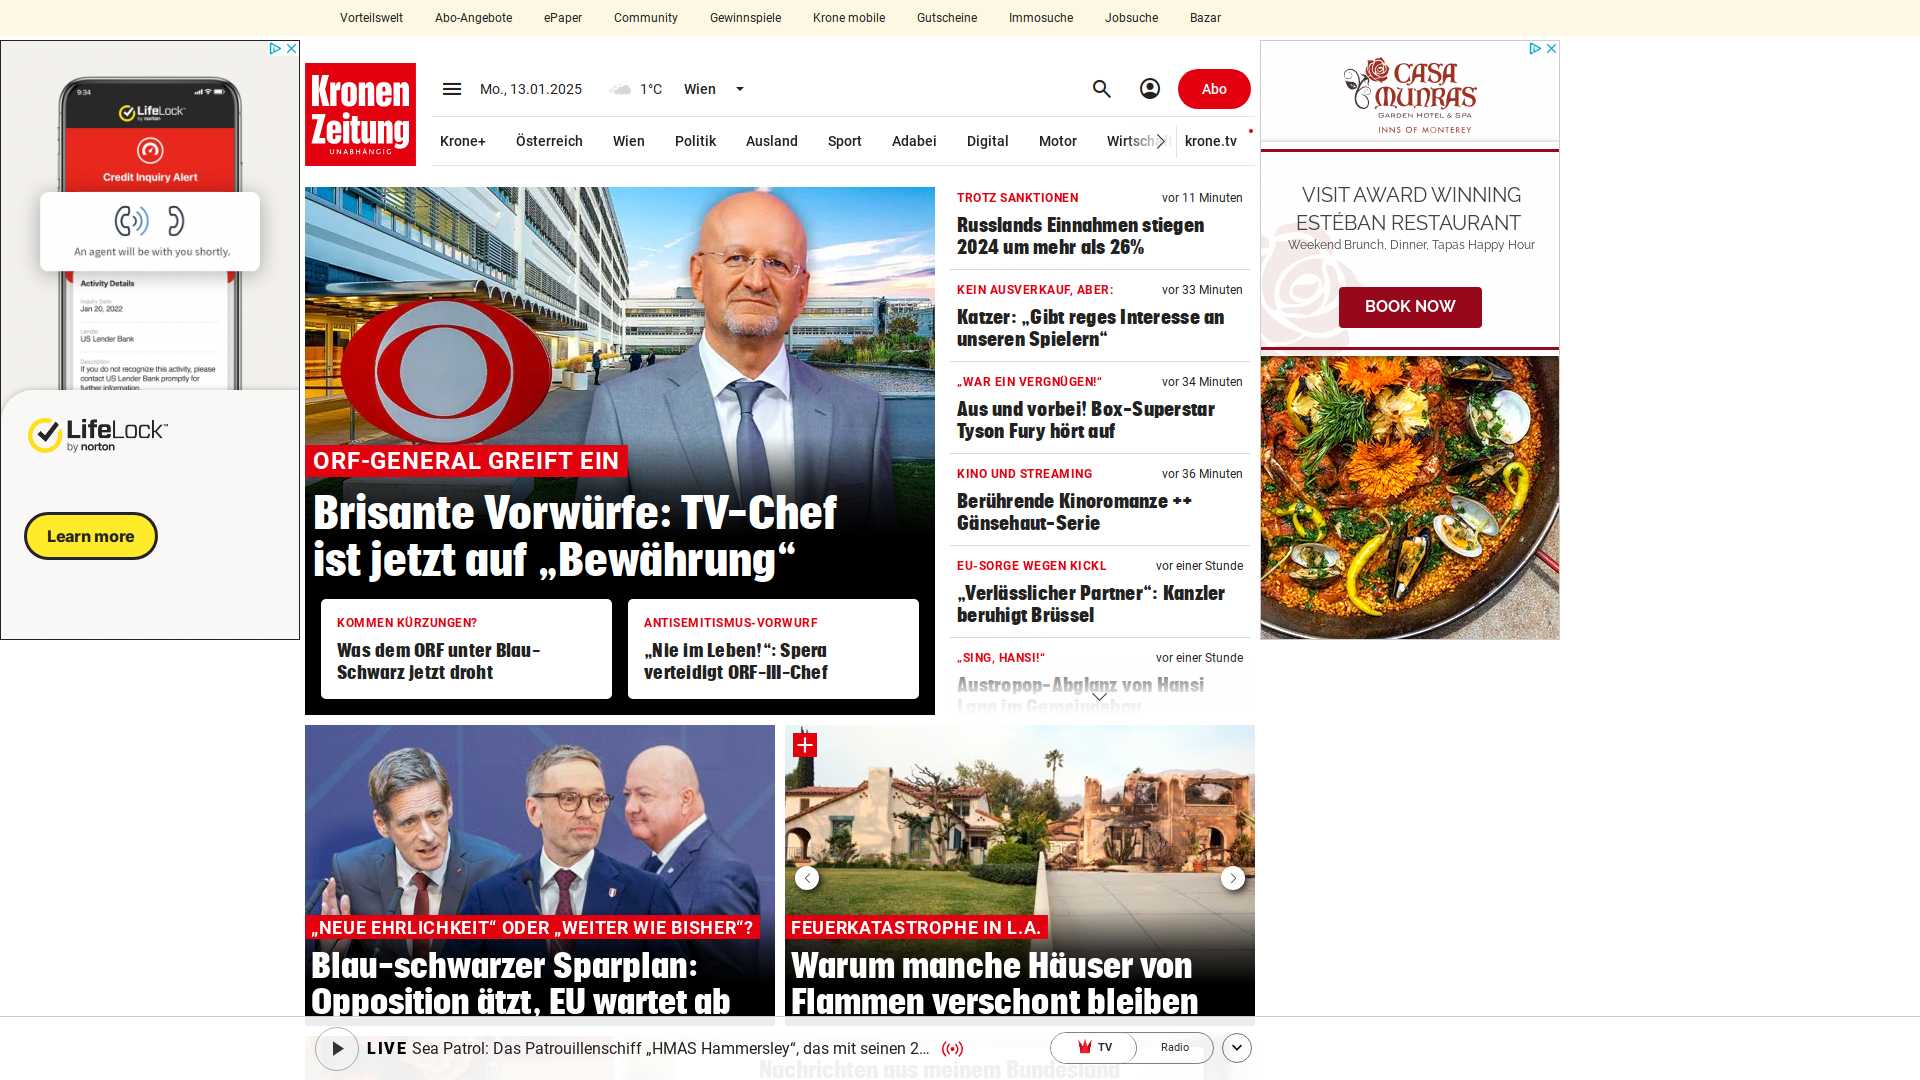 Vorteilswelt Abo-Angebote ePaper Community Gewinnspiele Krone mobile Gutscheine Immosuche Jobsuche Bazar
9:34
LifeLock
by norton
Credit Inquiry Alert
An agent will be with you shortly.
Activity Details
Inquiry Date
Jan 20, 2022
Lender
US Lender Bank
Description
If you do not recognize this activity, please
contact US Lender Bank promptly for
further information.
LifeLock™
by norton
Learn more
Kronen
Zeitung
UNABHÄNGIG
Mo., 13.01.2025 1°C Wien
Abo
Krone+ Österreich Wien Politik Ausland Sport Adabei Digital Motor Wirtschaft krone.tv
ORF-GENERAL GREIFT EIN
Brisante Vorwürfe: TV-Chef
ist jetzt auf „Bewährung“
KOMMEN KÜRZUNGEN?
Was dem ORF unter Blau-
Schwarz jetzt droht
ANTISEMITISMUS-VORWURF
„Nie im Leben!“: Spera
verteidigt ORF-III-Chef
TROTZ SANKTIONEN vor 11 Minuten
Russlands Einnahmen stiegen
2024 um mehr als 26%
KEIN AUSVERKAUF, ABER: vor 33 Minuten
Katzer: „Gibt reges Interesse an
unseren Spielern“
„WAR EIN VERGNÜGEN!“ vor 34 Minuten
Aus und vorbei! Box-Superstar
Tyson Fury hört auf
KINO UND STREAMING vor 36 Minuten
Berührende Kinoromanze ++
Gänsehaut-Serie
EU-SORGE WEGEN KICKL vor einer Stunde
„Verlässlicher Partner“: Kanzler
beruhigt Brüssel
„SING, HANSI!“ vor einer Stunde
Austropop-Abglanz von Hansi
Lang im Gemeindebau
CASA
MUNRAS
GARDEN HOTEL & SPA
INNS OF MONTEREY
VISIT AWARD WINNING
ESTÉBAN RESTAURANT
Weekend Brunch, Dinner, Tapas Happy Hour
BOOK NOW
„NEUE EHRLICHKEIT“ ODER „WEITER WIE BISHER“?
Blau-schwarzer Sparplan:
Opposition ätzt, EU wartet ab
FEUERKATASTROPHE IN L.A.
Warum manche Häuser von
Flammen verschont bleiben
LIVE Sea Patrol: Das Patrouillenschiff „HMAS Hammersley“, das mit seinen 2...
TV Radio
Nachrichten aus meinem Bundesland